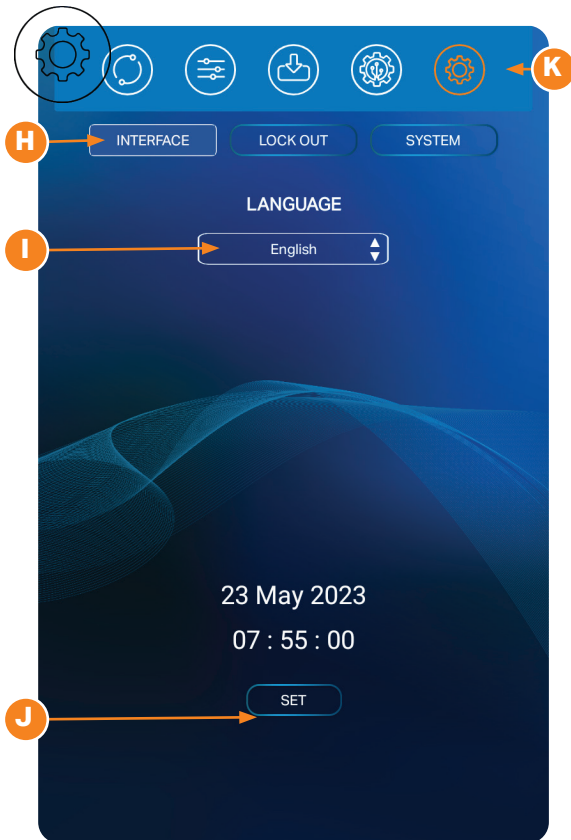 K
H
INTERFACE
LOCK OUT
SYSTEM
LANGUAGE
I
English
23 May 2023
07 : 55 : 00
SET
J